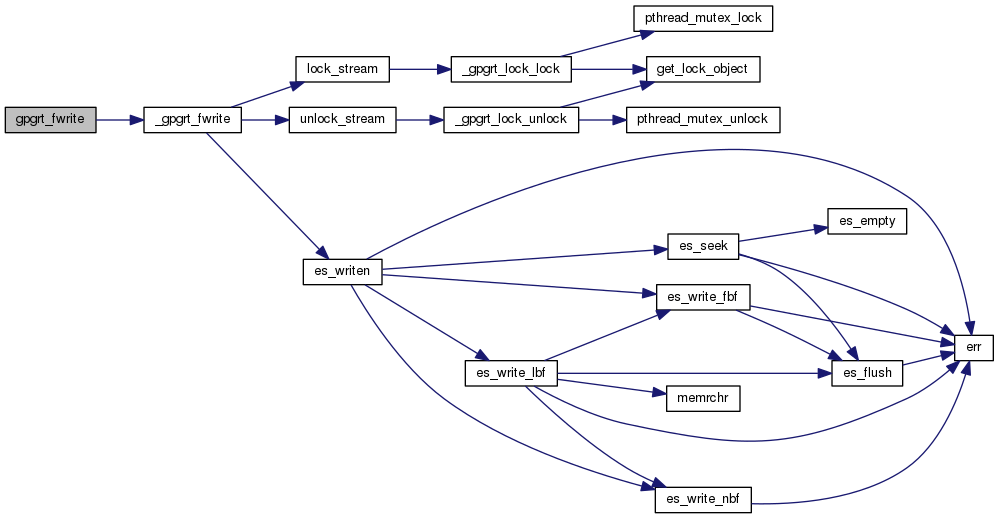 pthread_mutex_lock
lock_stream
_gpgrt_lock_lock
get_lock_object
gpgrt_fwrite
_gpgrt_fwrite
unlock_stream
_gpgrt_lock_unlock
pthread_mutex_unlock
es_empty
es_seek
es_writen
es_write_fbf
err
es_write_lbf
es_flush
memrchr
es_write_nbf